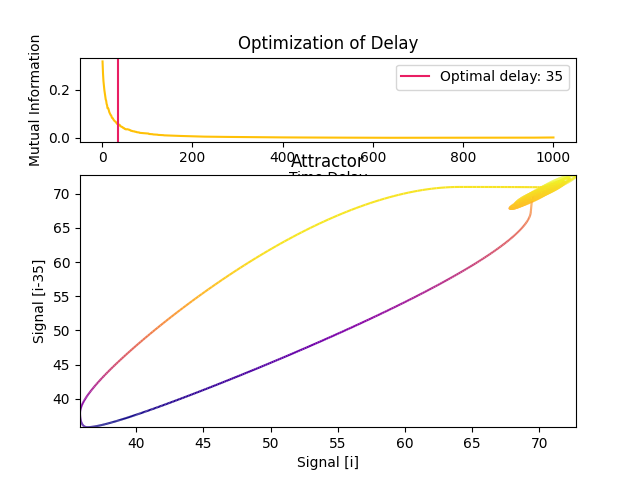 Optimization of Delay
Mutual Information
0.2
0.0
Optimal delay: 35
0 200 400 600 800 1000
Time Delay
Attractor
Signal [i-35]
70
65
60
55
50
45
40
40 45 50 55 60 65 70
Signal [i]